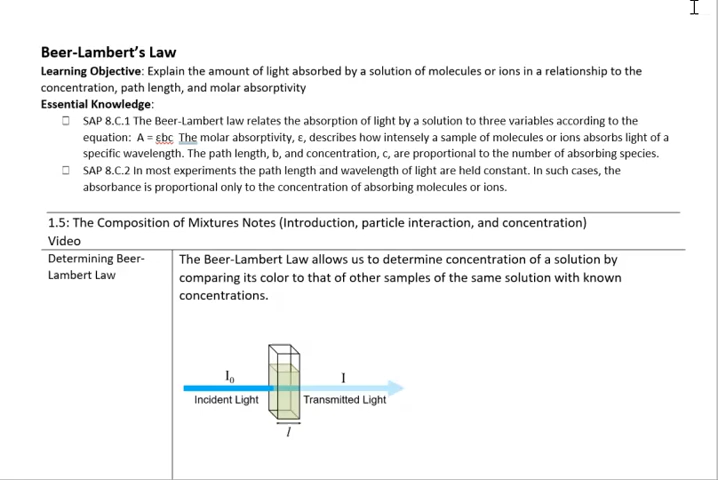 Beer-Lambert's Law
Learning Objective: Explain the amount of light absorbed by a solution of molecules or ions in a relationship to the
concentration, path length, and molar absorptivity
Essential Knowledge:
SAP 8.C.1 The Beer-Lambert law relates the absorption of light by a solution to three variables according to the
equation: A = εbc The molar absorptivity, ε, describes how intensely a sample of molecules or ions absorbs light of a
specific wavelength. The path length, b, and concentration, c, are proportional to the number of absorbing species.
SAP 8.C.2 In most experiments the path length and wavelength of light are held constant. In such cases, the
absorbance is proportional only to the concentration of absorbing molecules or ions.
1.5: The Composition of Mixtures Notes (Introduction, particle interaction, and concentration)
Video
Determining Beer-
Lambert Law
The Beer-Lambert Law allows us to determine concentration of a solution by
comparing its color to that of other samples of the same solution with known
concentrations.
I₀
I
Incident Light
Transmitted Light
l